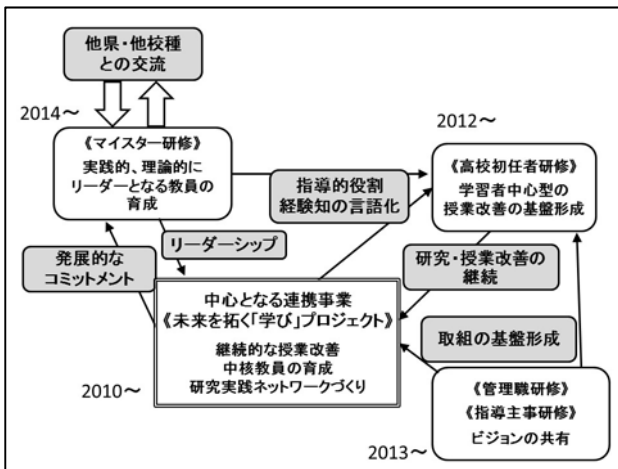 他県・他校種
との交流
2014～
《マイスター研修》
実践的、理論的に
リーダーとなる教員の
育成
2012～
《高校初任者研修》
学習者中心型の
授業改善の基盤形成
指導的役割
経験知の言語化
発展的な
コミットメント
リーダーシップ
研究・授業改善の
継続
中心となる連携事業
《未来を拓く「学び」プロジェクト》
継続的な授業改善
中核教員の育成
研究実践ネットワークづくり
2010～
取組の基盤形成
《管理職研修》
《指導主事研修》
ビジョンの共有
2013～